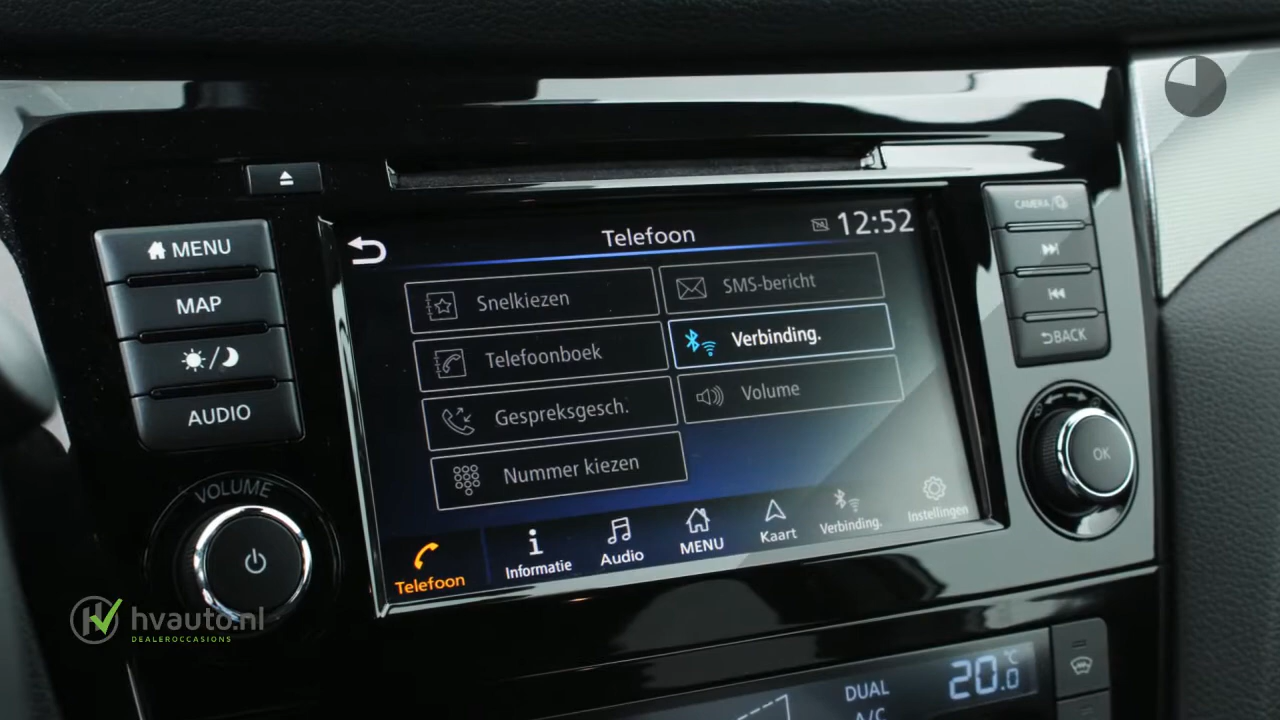 MENU
MAP
AUDIO
VOLUME
Telefoon
12:52
Snelkiezen
SMS-bericht
Telefoonboek
Verbinding.
Gespreksgesch.
Volume
Nummer kiezen
Telefoon
Informatie
Audio
MENU
Kaart
Verbinding.
Instellingen
CAMERA/
BACK
OK
hvauto.nl
DEALEROCCASIONS
DUAL
A/C
20.0
°C